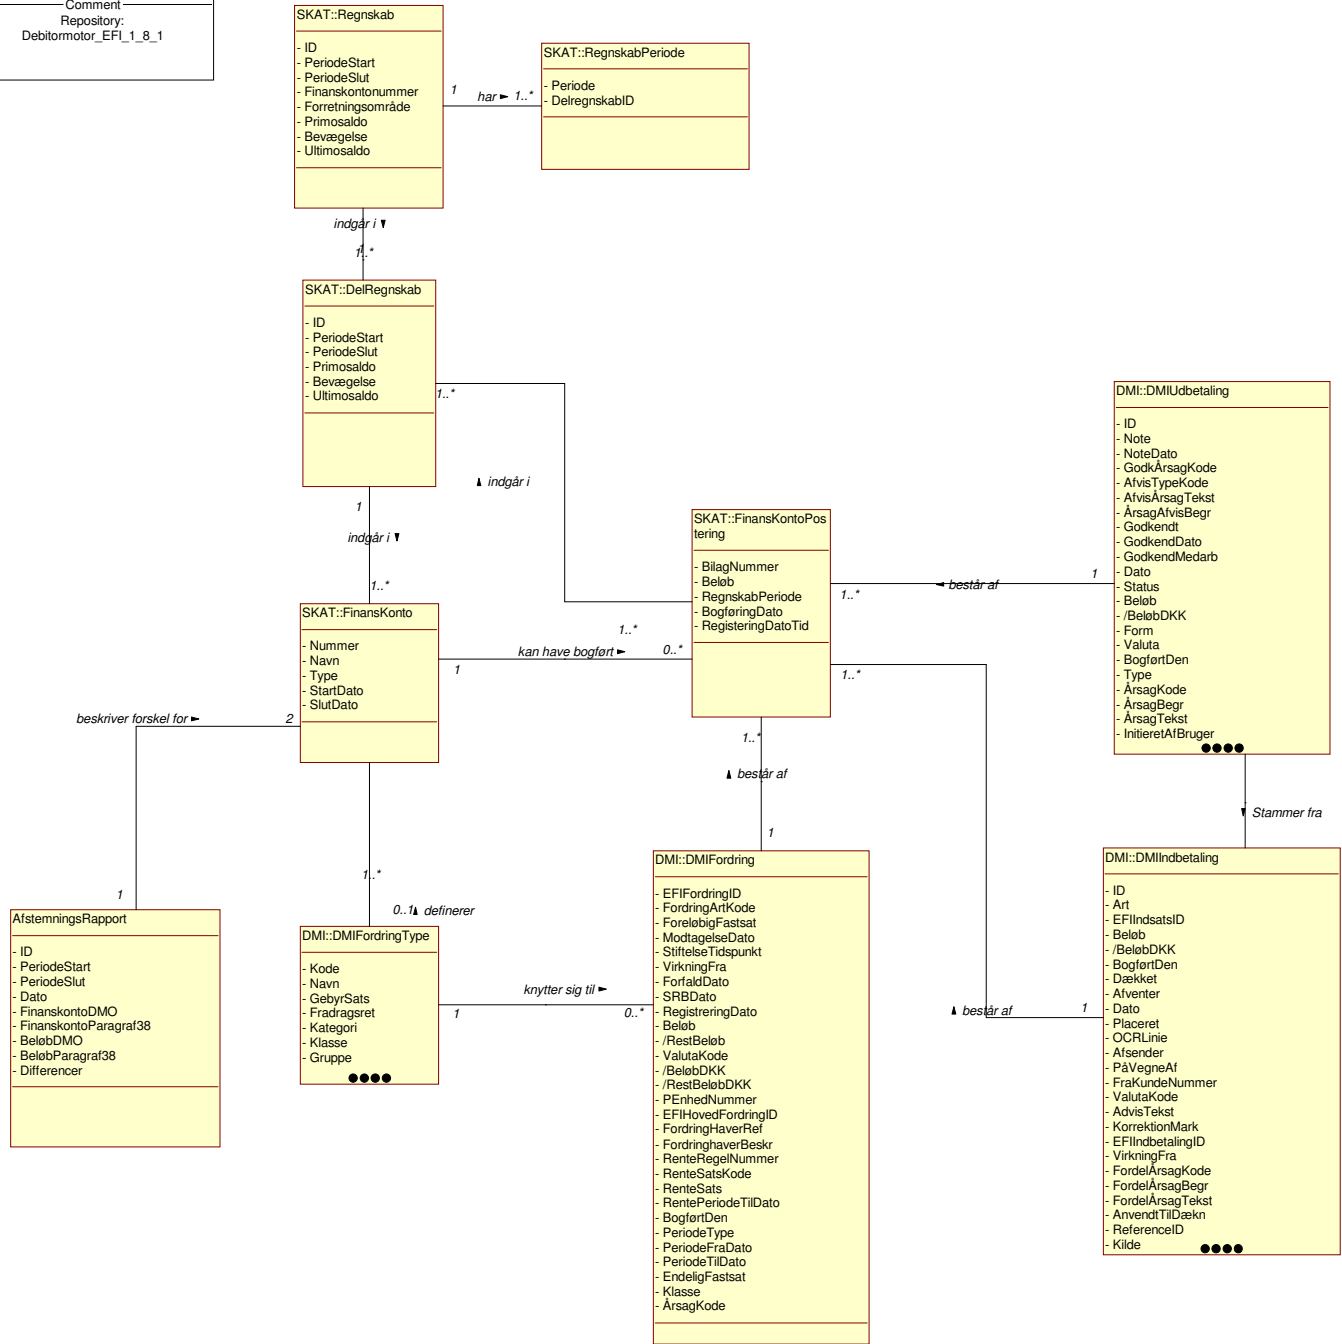 Comment
Repository:
Debitormotor_EFI_1_8_1
SKAT::Regnskab
- ID
- PeriodeStart
- PeriodeSlut
- Finanskontonummer
- Forretningsområde
- Primosaldo
- Bevægelse
- Ultimosaldo
1
har
1..*
SKAT::RegnskabPeriode
- Periode
- DelregnskabID
indgår i
1
1..*
SKAT::DelRegnskab
- ID
- PeriodeStart
- PeriodeSlut
- Primosaldo
- Bevægelse
- Ultimosaldo
1..*
indgår i
1..*
1
indgår i
1..*
SKAT::FinansKonto
- Nummer
- Navn
- Type
- StartDato
- SlutDato
1
kan have bogført
0..*
SKAT::FinansKontoPos
tering
- BilagNummer
- Beløb
- RegnskabPeriode
- BogføringDato
- RegisteringDatoTid
1..*
består af
1
DMI::DMIUdbetaling
- ID
- Note
- NoteDato
- GodkÅrsagKode
- AfvisTypeKode
- AfvisÅrsagTekst
- ÅrsagAfvisBegr
- Godkendt
- GodkendDato
- GodkendMedarb
- Dato
- Status
- Beløb
- /BeløbDKK
- Form
- Valuta
- BogførtDen
- Type
- ÅrsagKode
- ÅrsagBegr
- ÅrsagTekst
- InitieretAfBruger
Stammer fra
1..*
består af
1
beskriver forskel for
2
1
AfstemningsRapport
- ID
- PeriodeStart
- PeriodeSlut
- Dato
- FinanskontoDMO
- FinanskontoParagraf38
- BeløbDMO
- BeløbParagraf38
- Differencer
1..*
0..1
definerer
DMI::DMIFordringType
- Kode
- Navn
- GebyrSats
- Fradragsret
- Kategori
- Klasse
- Gruppe
1
knytter sig til
0..*
1..*
består af
1
DMI::DMIFordring
- EFIFordringID
- FordringArtKode
- ForeløbigFastsat
- ModtagelseDato
- StiftelseTidspunkt
- VirkningFra
- ForfaldDato
- SRBDato
- RegistreringDato
- Beløb
- /RestBeløb
- ValutaKode
- /BeløbDKK
- /RestBeløbDKK
- PEnhedNummer
- EFIHovedFordringID
- FordringHaverRef
- FordringhaverBeskr
- RenteRegelNummer
- RenteSatsKode
- RenteSats
- RentePeriodeTilDato
- BogførtDen
- PeriodeType
- PeriodeFraDato
- PeriodeTilDato
- EndeligFastsat
- Klasse
- ÅrsagKode
DMI::DMIIndbetaling
- ID
- Art
- EFIIndsatsID
- Beløb
- /BeløbDKK
- BogførtDen
- Dækket
- Afventer
- Dato
- Placeret
- OCRLinie
- Afsender
- PåVegneAf
- FraKundeNummer
- ValutaKode
- AdvisTekst
- KorrektionMark
- EFIIndbetalingID
- VirkningFra
- FordelÅrsagKode
- FordelÅrsagBegr
- FordelÅrsagTekst
- AnvendtTilDækn
- ReferenceID
- Kilde